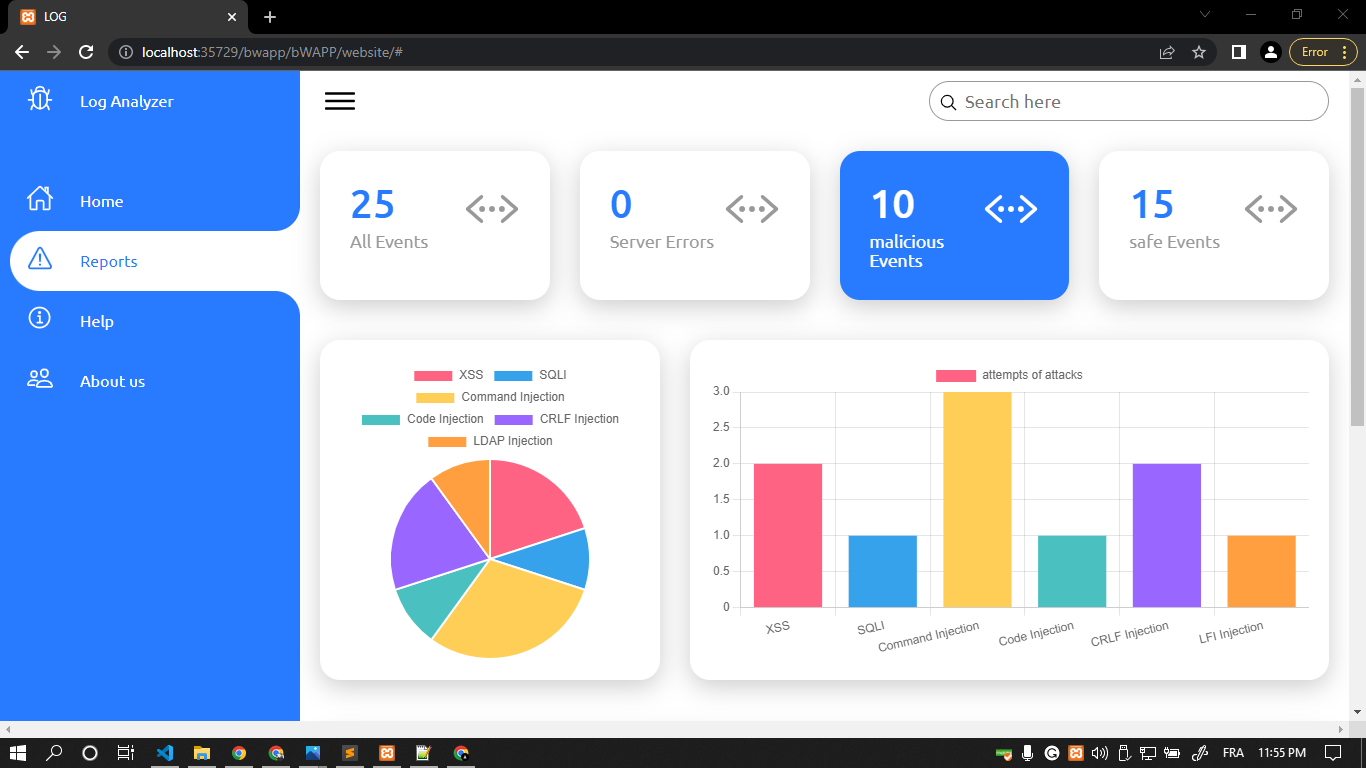 LOG
localhost:35729/bwapp/bWAPP/website/#
Error
Log Analyzer
Search here
Home
Reports
Help
About us
25
All Events
0
Server Errors
10
malicious
Events
15
safe Events
XSS SQLI
Command Injection
Code Injection CRLF Injection
LDAP Injection
attempts of attacks
3.0
2.5
2.0
1.5
1.0
0.5
0
XSS SQLI Command Injection Code Injection CRLF Injection LFI Injection
FRA 11:55 PM